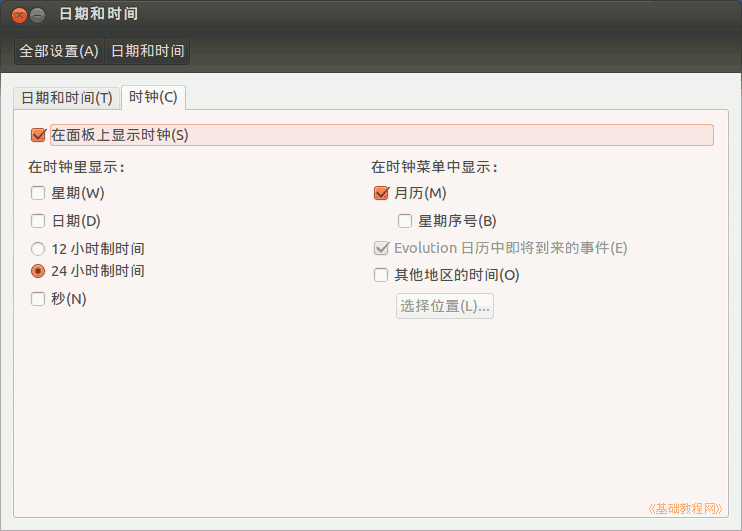 日期和时间
全部设置(A) 日期和时间
日期和时间(T) 时钟(C)
在面板上显示时钟(S)
在时钟里显示：
星期(W)
日期(D)
12 小时制时间
24 小时制时间
秒(N)
在时钟菜单中显示：
月历(M)
星期序号(B)
Evolution 日历中即将到来的事件(E)
其他地区的时间(O)
选择位置(L)...
《基础教程网》